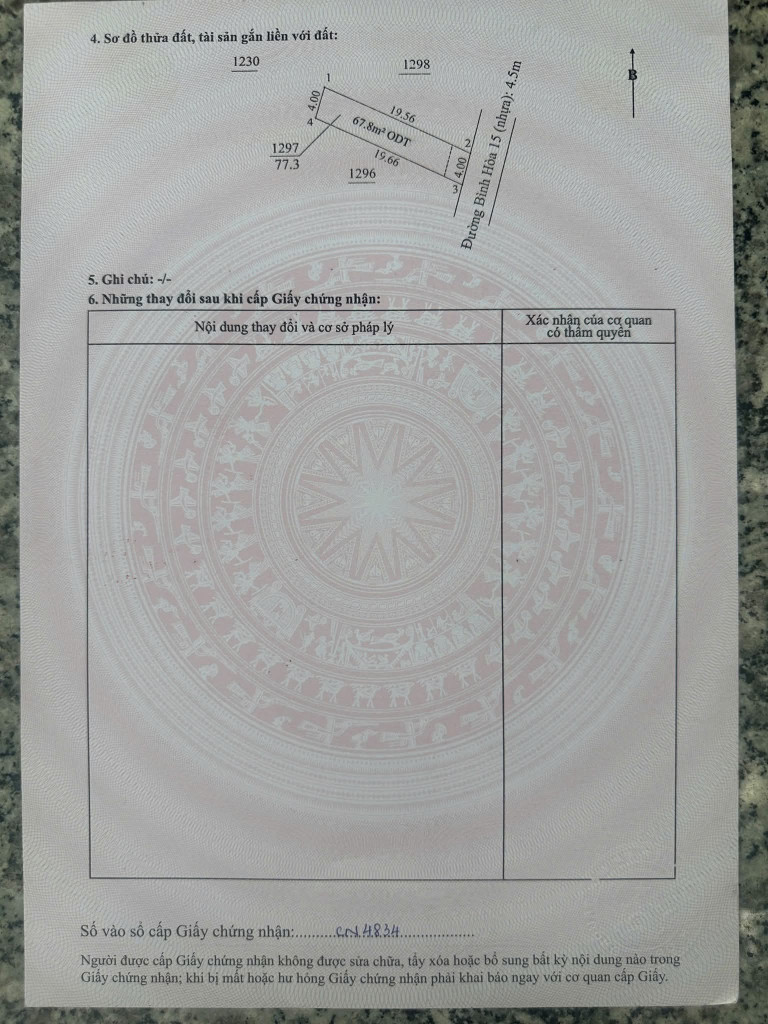 4. Sơ đồ thửa đất, tài sản gắn liền với đất:
1230
1298
B
1
4.00
4
19.56
67.8m² ODT
19.66
2
4.00
3
1297
77.3
1296
Đường Bình Hòa 15 (nhựa): 4.5m
5. Ghi chú: -/-
6. Những thay đổi sau khi cấp Giấy chứng nhận:
Nội dung thay đổi và cơ sở pháp lý
Xác nhận của cơ quan
có thẩm quyền
Số vào sổ cấp Giấy chứng nhận:..........CN 4834..................
Người được cấp Giấy chứng nhận không được sửa chữa, tẩy xóa hoặc bổ sung bất kỳ nội dung nào trong
Giấy chứng nhận; khi bị mất hoặc hư hỏng Giấy chứng nhận phải khai báo ngay với cơ quan cấp Giấy.